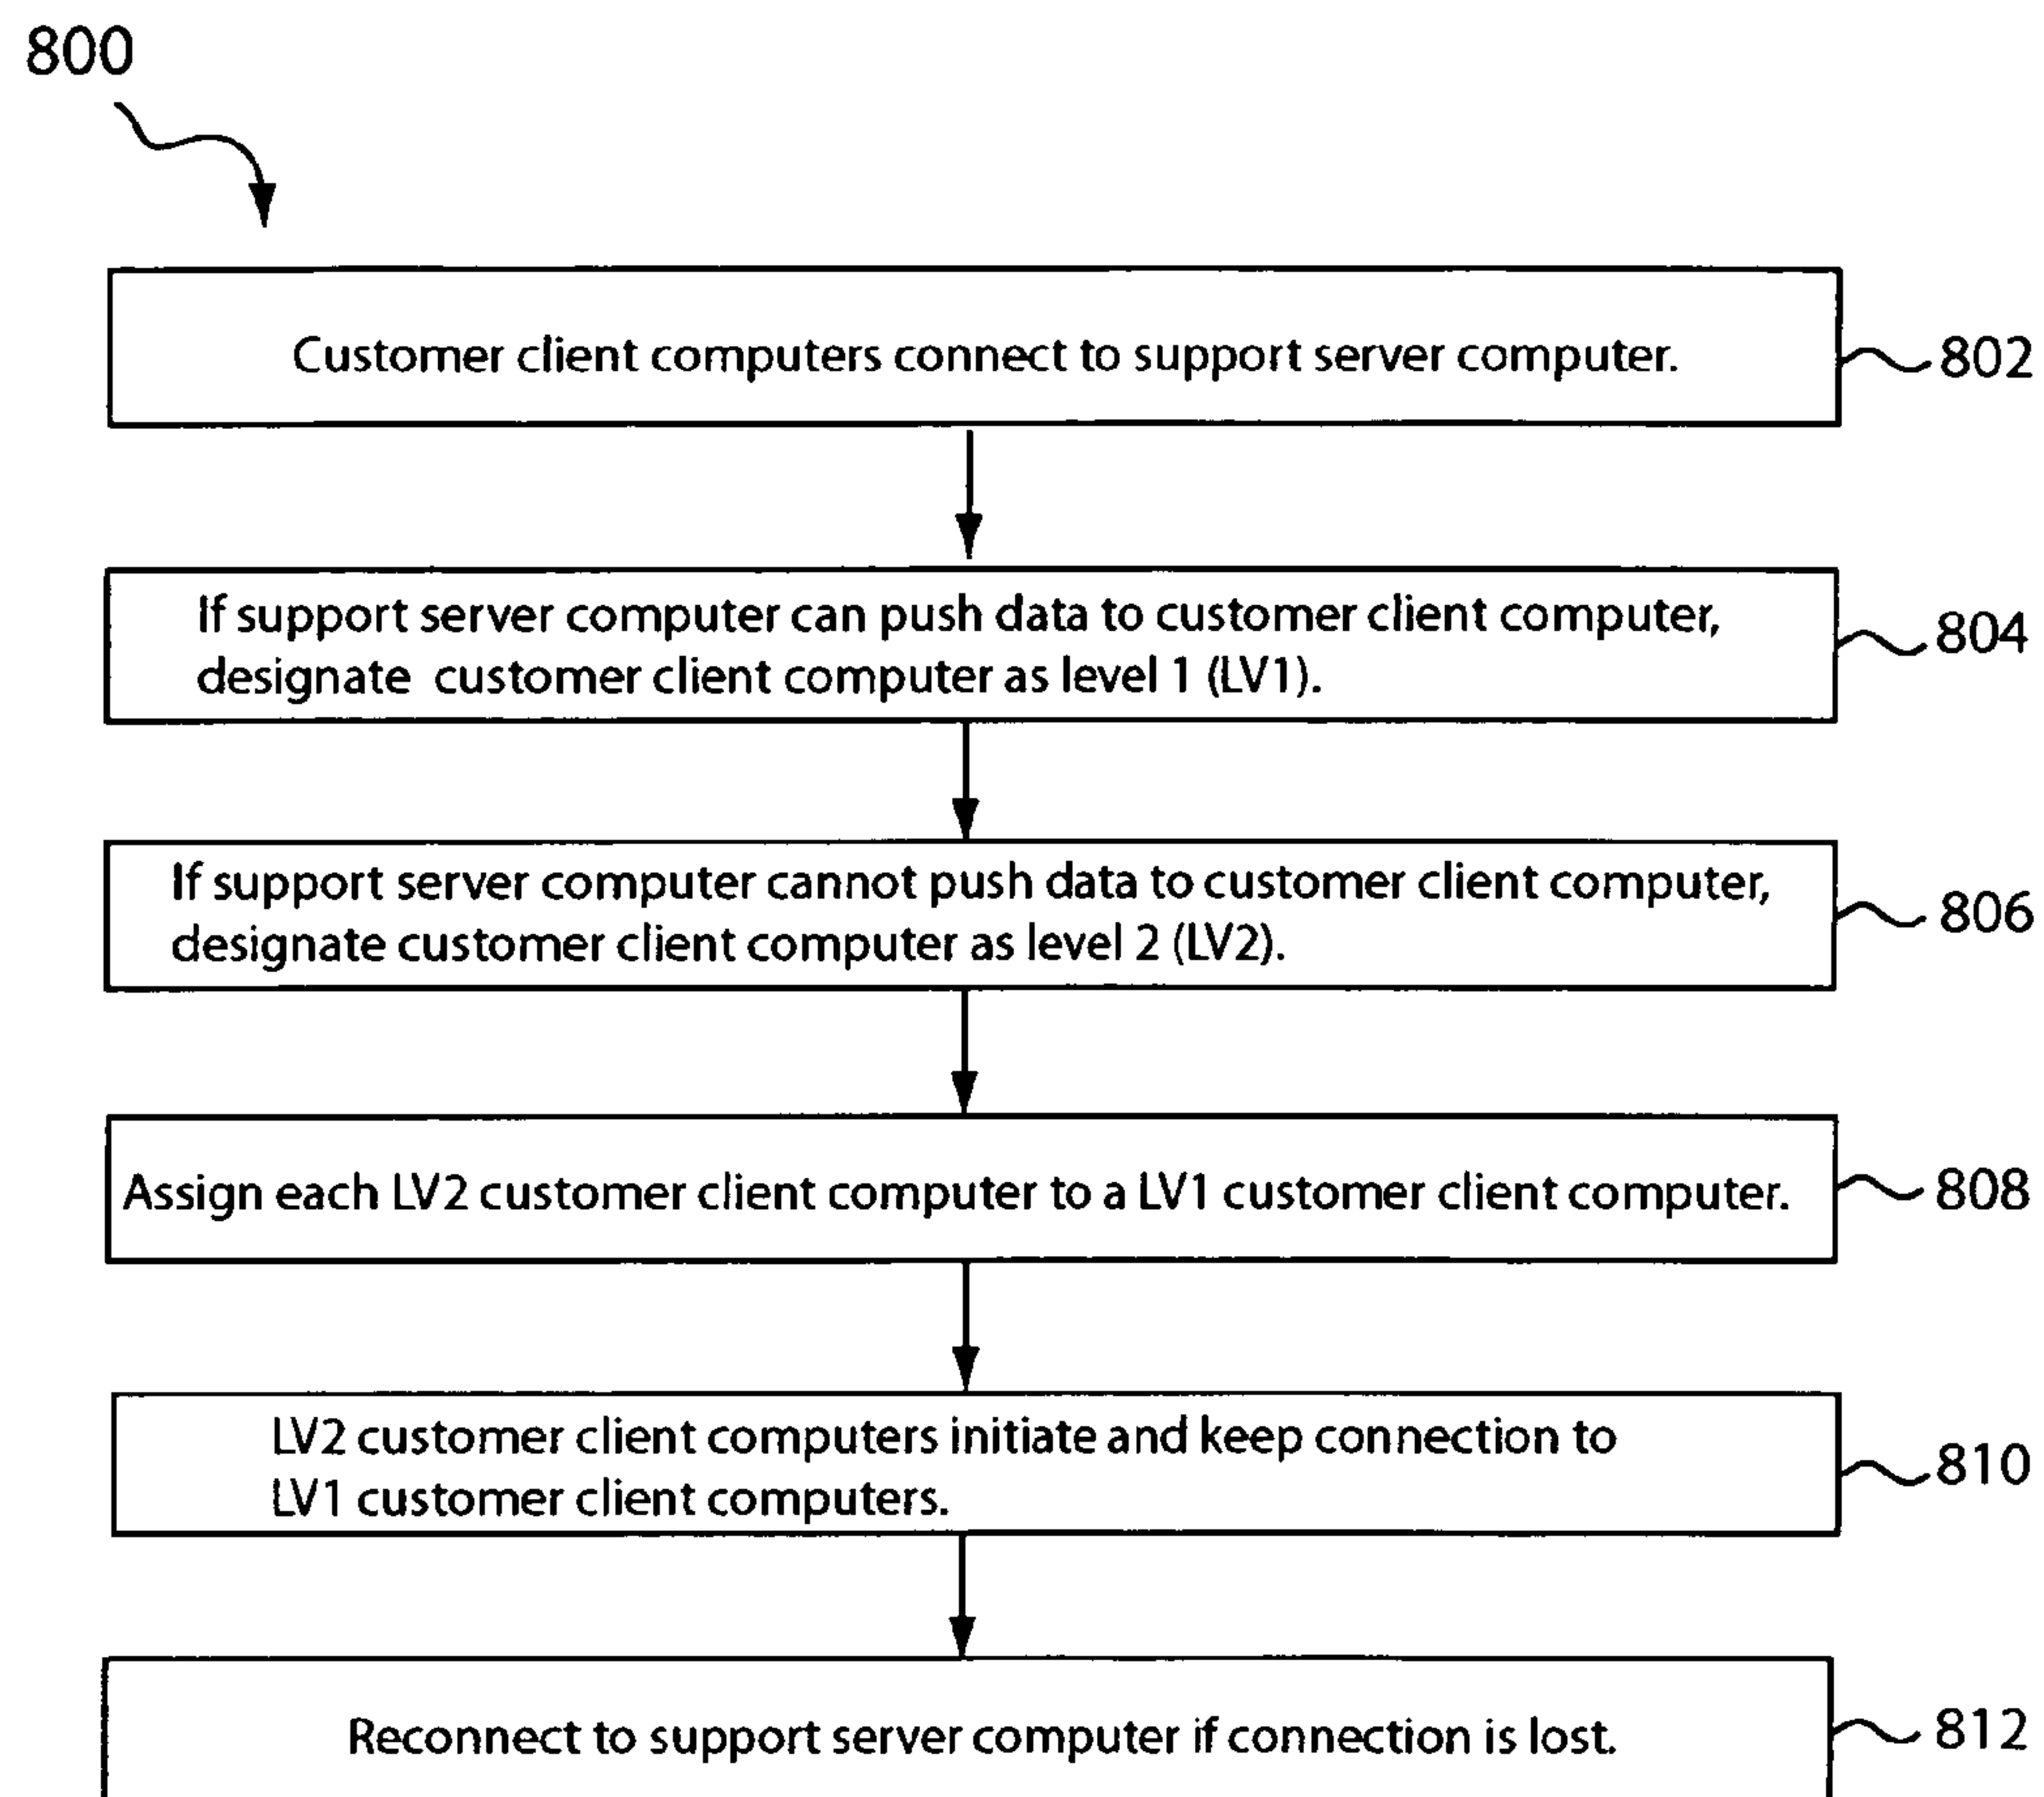 800
Customer client computers connect to support server computer.
802
If support server computer can push data to customer client computer,
designate customer client computer as level 1 (LV1).
804
If support server computer cannot push data to customer client computer,
designate customer client computer as level 2 (LV2).
806
Assign each LV2 customer client computer to a LV1 customer client computer.
808
LV2 customer client computers initiate and keep connection to
LV1 customer client computers.
810
Reconnect to support server computer if connection is lost.
812